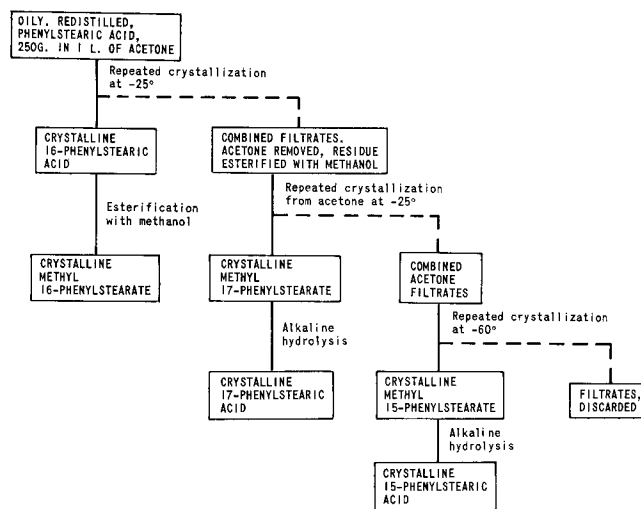 OILY, REDISTILLED,
PHENYLSTEARIC ACID,
250G. IN 1 L. OF ACETONE
Repeated crystallization
at -25°
CRYSTALLINE
16-PHENYLSTEARIC
ACID
COMBINED FILTRATES.
ACETONE REMOVED, RESIDUE
ESTERIFIED WITH METHANOL
Esterification
with methanol
Repeated crystallization
from acetone at -25°
CRYSTALLINE
METHYL
16-PHENYLSTEARATE
CRYSTALLINE
METHYL
17-PHENYLSTEARATE
COMBINED
ACETONE
FILTRATES
Alkaline
hydrolysis
Repeated crystallization
at -60°
CRYSTALLINE
17-PHENYLSTEARIC
ACID
CRYSTALLINE
METHYL
15-PHENYLSTEARATE
FILTRATES,
DISCARDED
Alkaline
hydrolysis
CRYSTALLINE
15-PHENYLSTEARIC
ACID